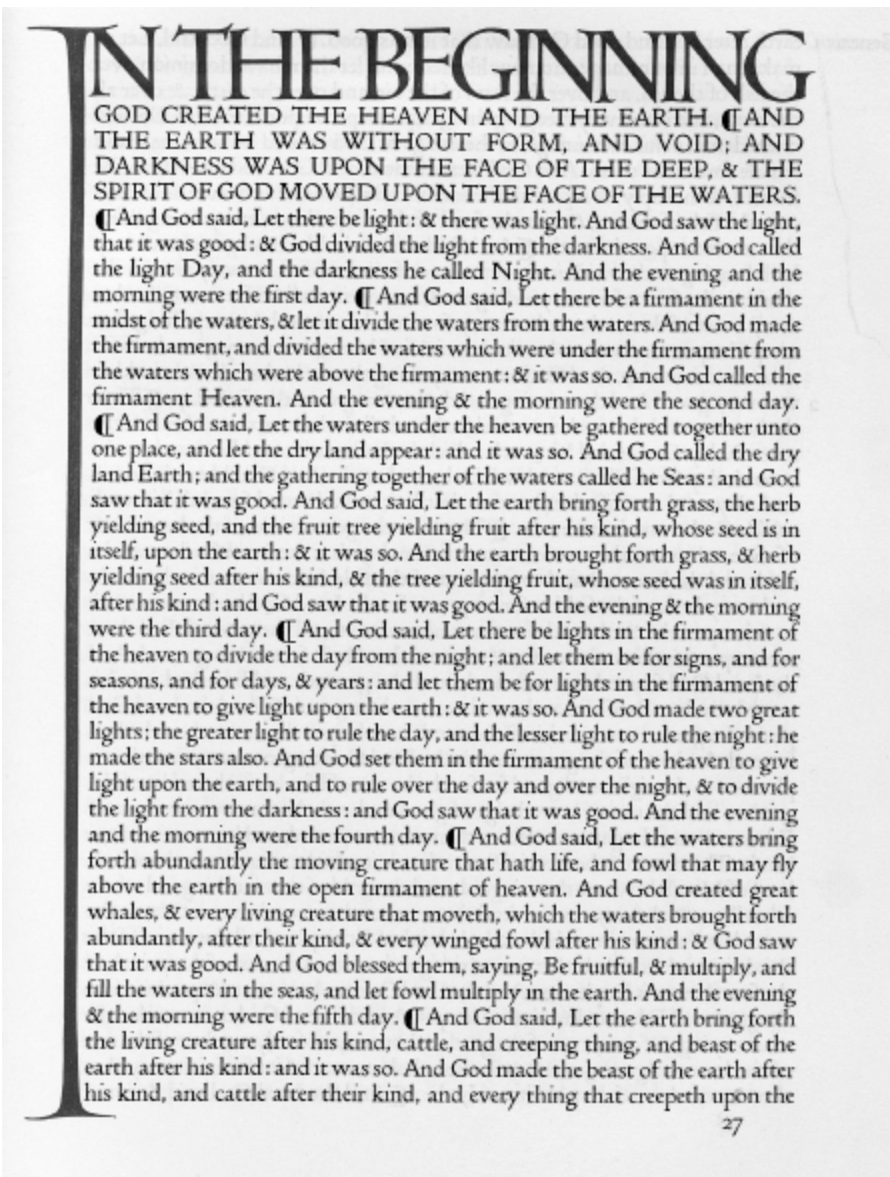 IN THE BEGINNING
GOD CREATED THE HEAVEN AND THE EARTH. ¶ AND
THE EARTH WAS WITHOUT FORM, AND VOID; AND
DARKNESS WAS UPON THE FACE OF THE DEEP, & THE
SPIRIT OF GOD MOVED UPON THE FACE OF THE WATERS.
¶ And God said, Let there be light: & there was light. And God saw the light,
that it was good: & God divided the light from the darkness. And God called
the light Day, and the darkness he called Night. And the evening and the
morning were the first day. ¶ And God said, Let there be a firmament in the
midst of the waters, & let it divide the waters from the waters. And God made
the firmament, and divided the waters which were under the firmament from
the waters which were above the firmament: & it was so. And God called the
firmament Heaven. And the evening & the morning were the second day.
¶ And God said, Let the waters under the heaven be gathered together unto
one place, and let the dry land appear: and it was so. And God called the dry
land Earth; and the gathering together of the waters called he Seas: and God
saw that it was good. And God said, Let the earth bring forth grass, the herb
yielding seed, and the fruit tree yielding fruit after his kind, whose seed is in
itself, upon the earth: & it was so. And the earth brought forth grass, & herb
yielding seed after his kind, & the tree yielding fruit, whose seed was in itself,
after his kind: and God saw that it was good. And the evening & the morning
were the third day. ¶ And God said, Let there be lights in the firmament of
the heaven to divide the day from the night; and let them be for signs, and for
seasons, and for days, & years: and let them be for lights in the firmament of
the heaven to give light upon the earth: & it was so. And God made two great
lights; the greater light to rule the day, and the lesser light to rule the night: he
made the stars also. And God set them in the firmament of the heaven to give
light upon the earth, and to rule over the day and over the night, & to divide
the light from the darkness: and God saw that it was good. And the evening
and the morning were the fourth day. ¶ And God said, Let the waters bring
forth abundantly the moving creature that hath life, and fowl that may fly
above the earth in the open firmament of heaven. And God created great
whales, & every living creature that moveth, which the waters brought forth
abundantly, after their kind, & every winged fowl after his kind: & God saw
that it was good. And God blessed them, saying, Be fruitful, & multiply, and
fill the waters in the seas, and let fowl multiply in the earth. And the evening
& the morning were the fifth day. ¶ And God said, Let the earth bring forth
the living creature after his kind, cattle, and creeping thing, and beast of the
earth after his kind: and it was so. And God made the beast of the earth after
his kind, and cattle after their kind, and every thing that creepeth upon the
27